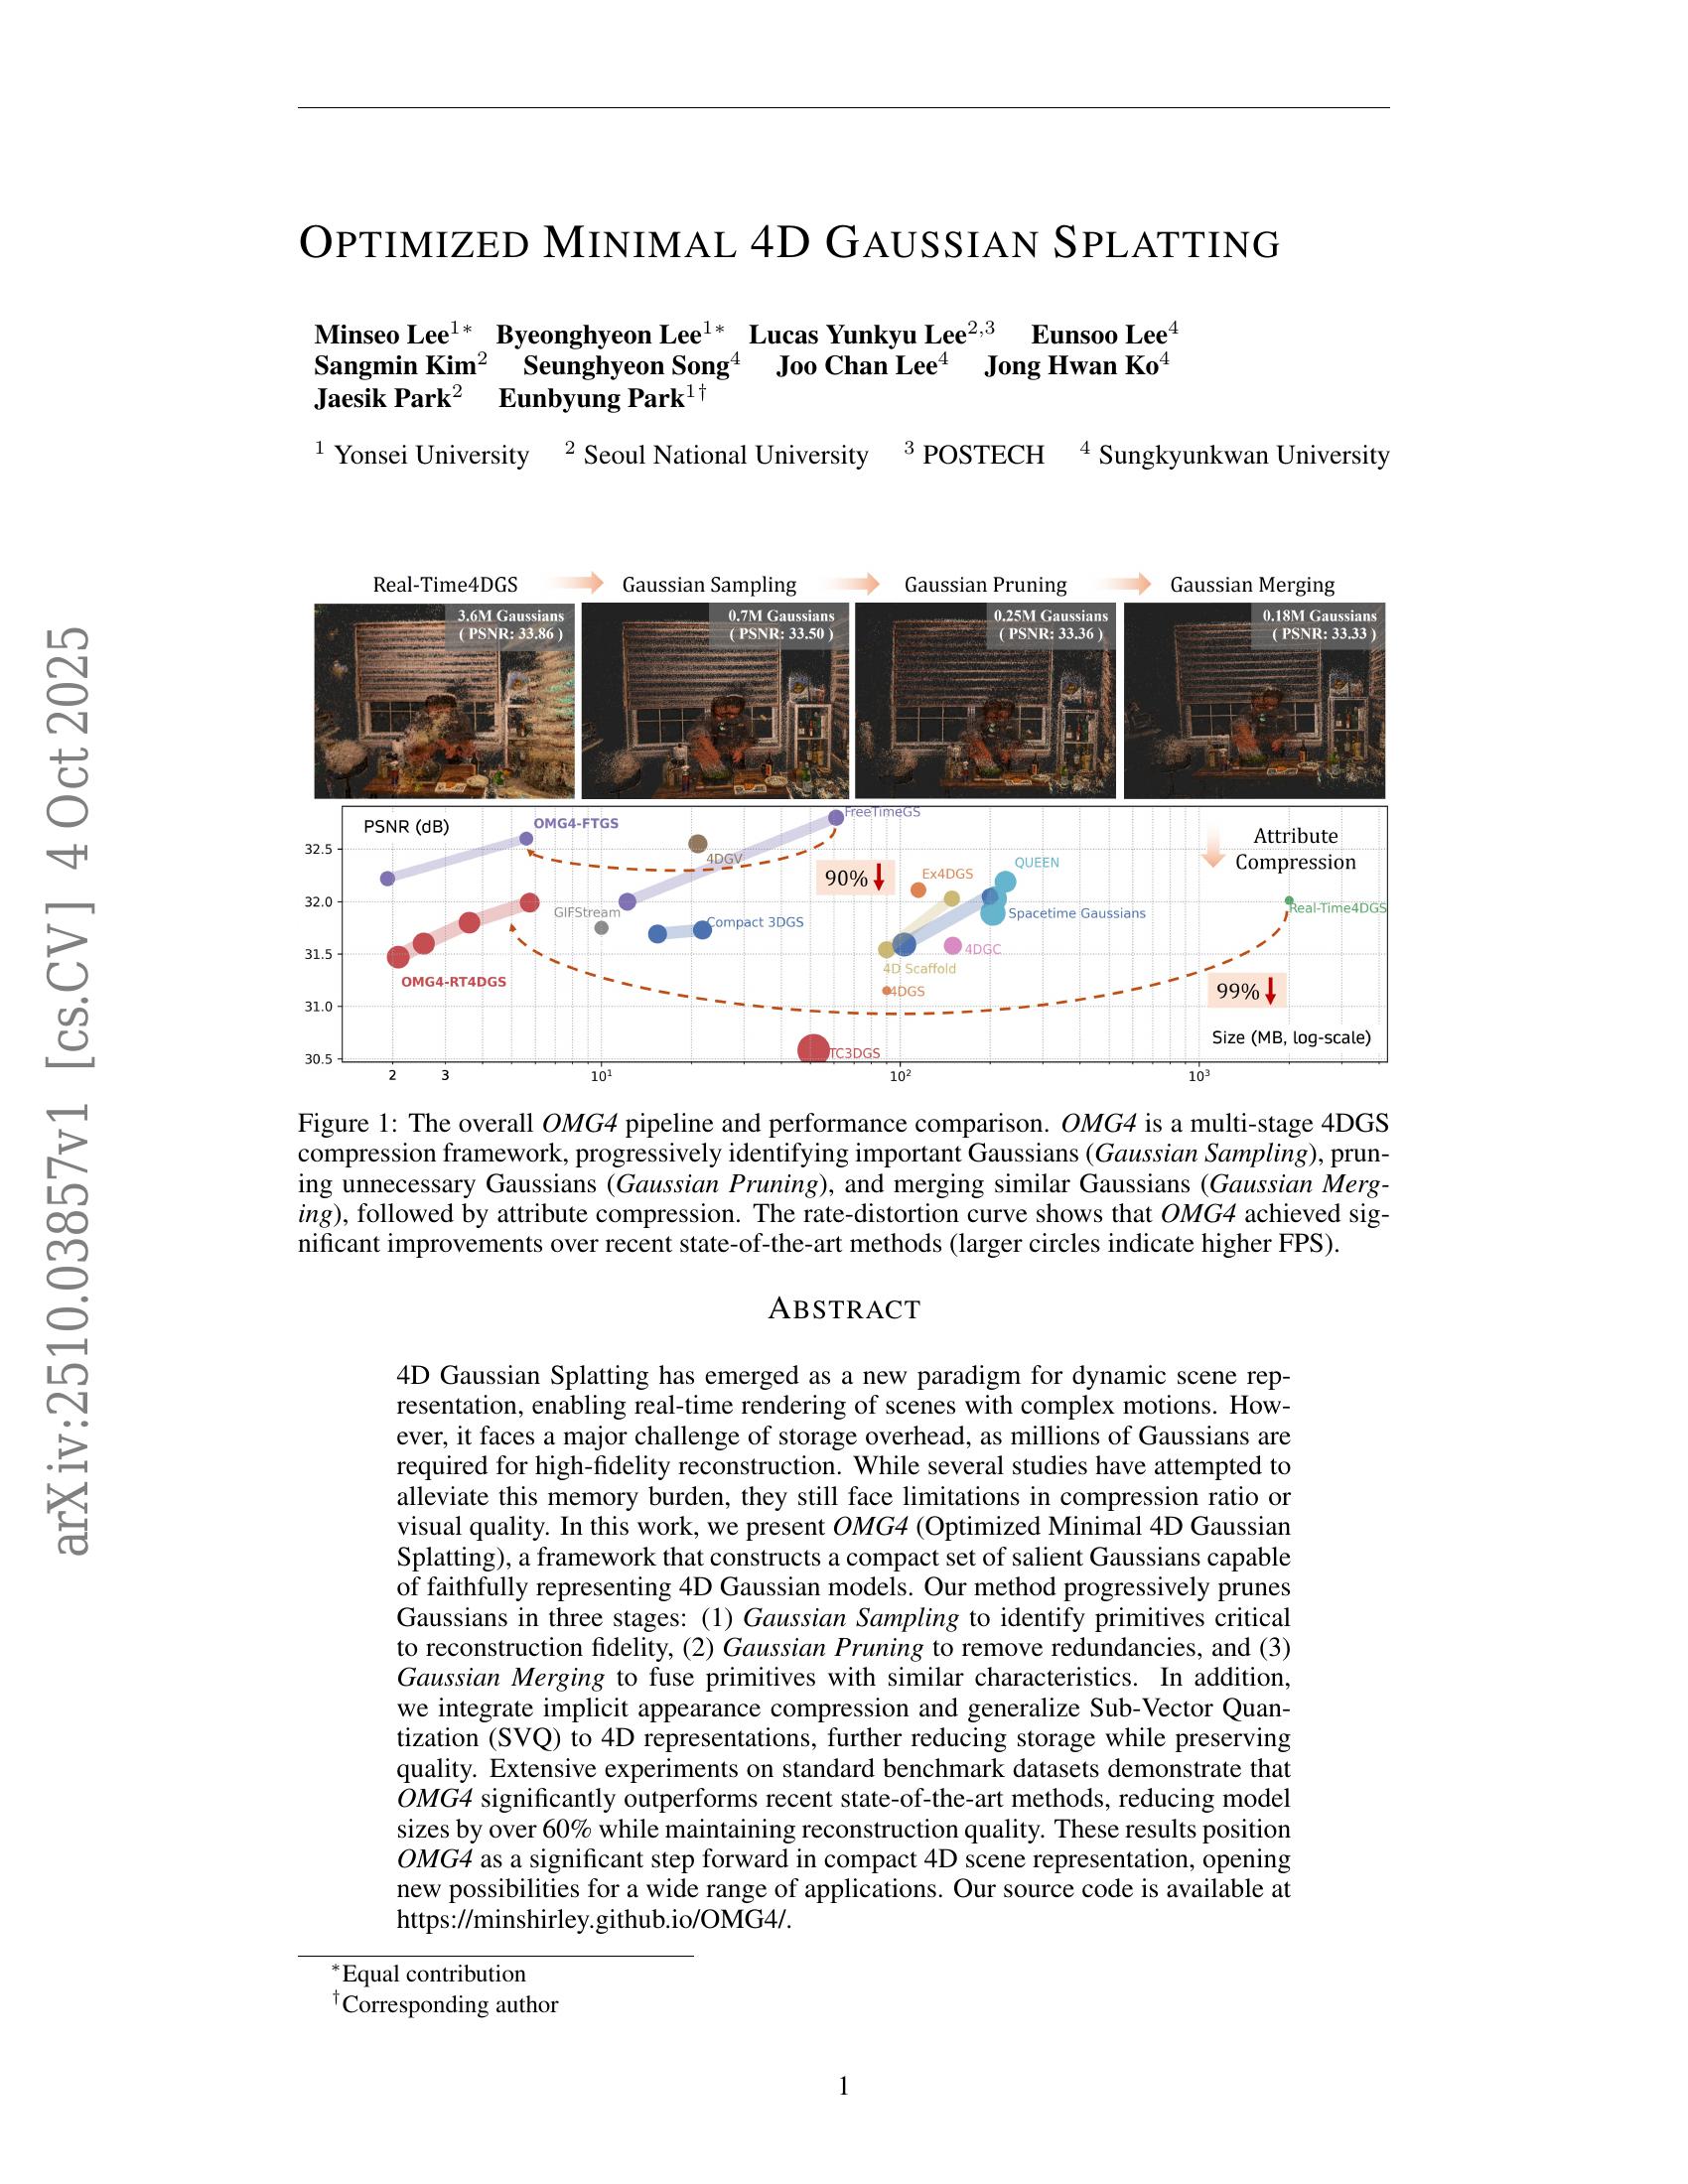 arXiv:2510.03857v1 [cs.CV] 4 Oct 2025
OPTIMIZED MINIMAL 4D GAUSSIAN SPLATTING
Minseo Lee1* Byeonghyeon Lee1* Lucas Yunkyu Lee2,3 Eunsoo Lee4
Sangmin Kim2 Seunghyeon Song4 Joo Chan Lee4 Jong Hwan Ko4
Jaesik Park2 Eunbyung Park1†
1 Yonsei University 2 Seoul National University 3 POSTECH 4 Sungkyunkwan University
Real-Time4DGS Gaussian Sampling Gaussian Pruning Gaussian Merging
3.6M Gaussians
( PSNR: 33.86 )
0.7M Gaussians
( PSNR: 33.50 )
0.25M Gaussians
( PSNR: 33.36 )
0.18M Gaussians
( PSNR: 33.33 )
PSNR (dB)
OMG4-FTGS
FreeTimeGS
Attribute
Compression
32.5
4DGV
90%
Ex4DGS
QUEEN
32.0
GIFStream
Compact 3DGS
Spacetime Gaussians
Real-Time4DGS
31.5
4DGC
4D Scaffold
OMG4-RT4DGS
4DGS
99%
31.0
Size (MB, log-scale)
TC3DGS
30.5
2 3 10¹ 10² 10³
Figure 1: The overall OMG4 pipeline and performance comparison. OMG4 is a multi-stage 4DGS
compression framework, progressively identifying important Gaussians (Gaussian Sampling), prun-
ing unnecessary Gaussians (Gaussian Pruning), and merging similar Gaussians (Gaussian Merg-
ing), followed by attribute compression. The rate-distortion curve shows that OMG4 achieved sig-
nificant improvements over recent state-of-the-art methods (larger circles indicate higher FPS).
ABSTRACT
4D Gaussian Splatting has emerged as a new paradigm for dynamic scene rep-
resentation, enabling real-time rendering of scenes with complex motions. How-
ever, it faces a major challenge of storage overhead, as millions of Gaussians are
required for high-fidelity reconstruction. While several studies have attempted to
alleviate this memory burden, they still face limitations in compression ratio or
visual quality. In this work, we present OMG4 (Optimized Minimal 4D Gaussian
Splatting), a framework that constructs a compact set of salient Gaussians capable
of faithfully representing 4D Gaussian models. Our method progressively prunes
Gaussians in three stages: (1) Gaussian Sampling to identify primitives critical
to reconstruction fidelity, (2) Gaussian Pruning to remove redundancies, and (3)
Gaussian Merging to fuse primitives with similar characteristics. In addition,
we integrate implicit appearance compression and generalize Sub-Vector Quan-
tization (SVQ) to 4D representations, further reducing storage while preserving
quality. Extensive experiments on standard benchmark datasets demonstrate that
OMG4 significantly outperforms recent state-of-the-art methods, reducing model
sizes by over 60% while maintaining reconstruction quality. These results position
OMG4 as a significant step forward in compact 4D scene representation, opening
new possibilities for a wide range of applications. Our source code is available at
https://minshirley.github.io/OMG4/.
*Equal contribution
†Corresponding author
1